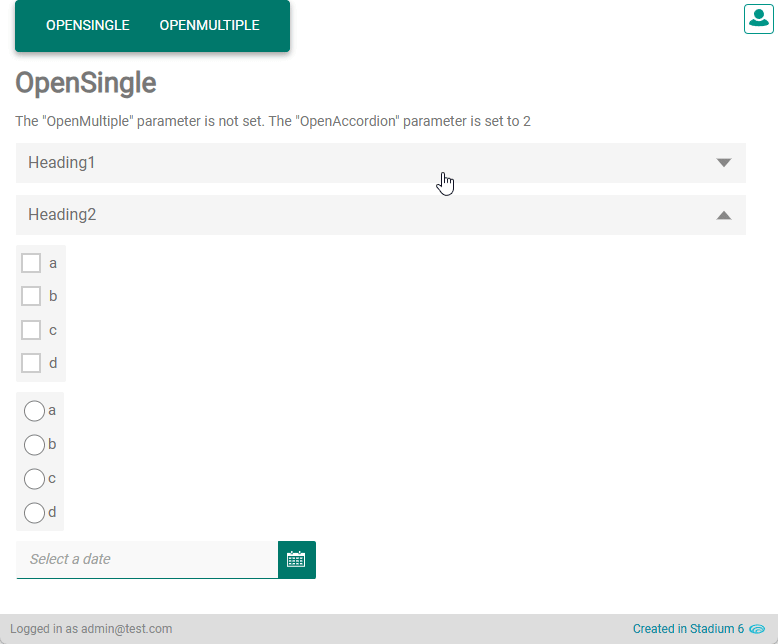 OPENSINGLE OPENMULTIPLE
OpenSingle
The "OpenMultiple" parameter is not set. The "OpenAccordion" parameter is set to 2
Heading1
Heading2
a
b
c
d
a
b
c
d
Select a date
Logged in as admin@test.com Created in Stadium 6